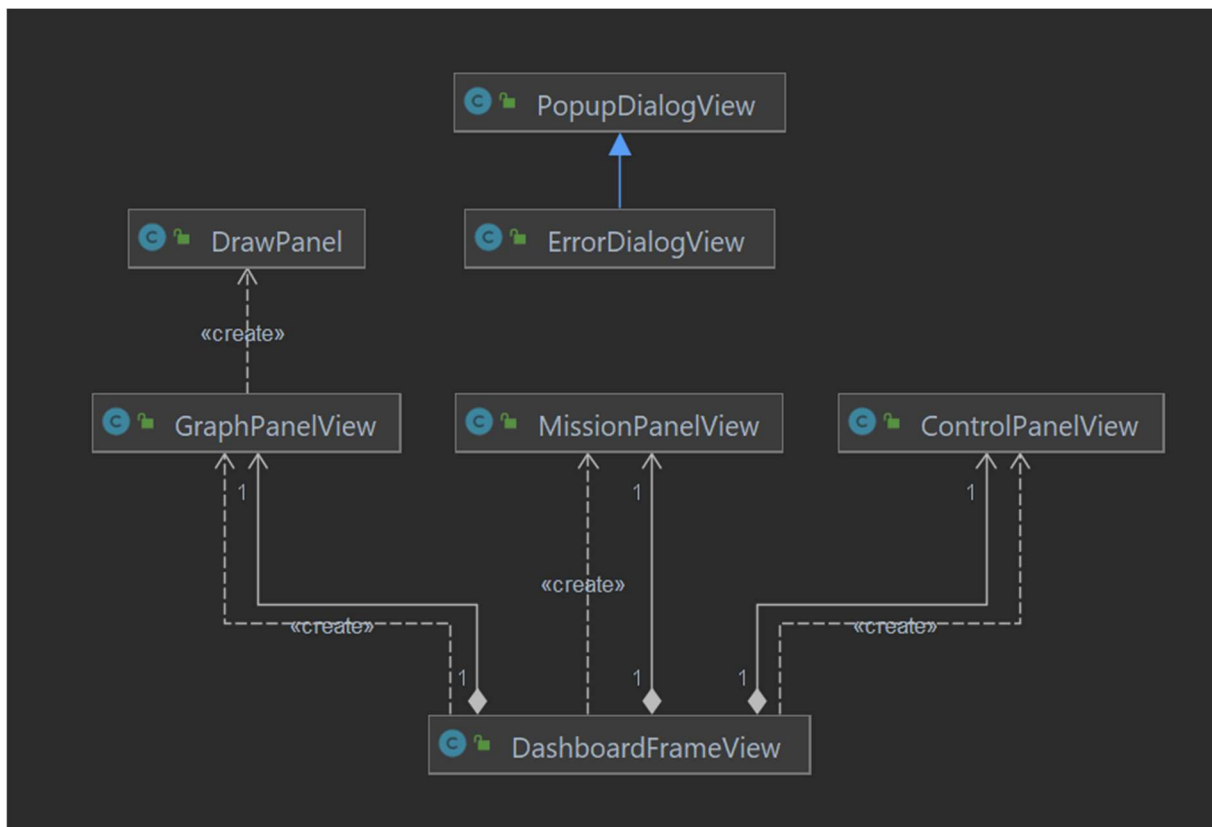 PopupDialogView
DrawPanel
ErrorDialogView
«create»
GraphPanelView
MissionPanelView
ControlPanelView
1
1
1
«create»
«create»
«create»
1
1
1
DashboardFrameView